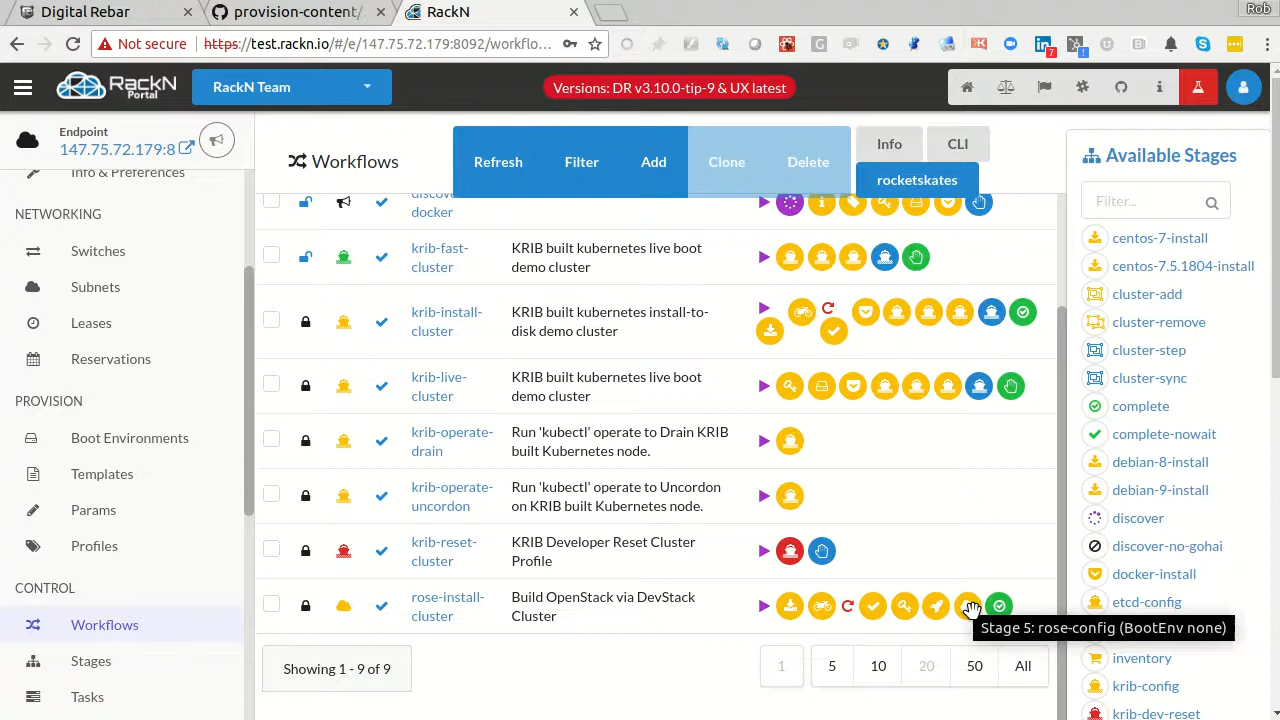 Digital Rebar
provision-content/
RackN
Rob
Not secure
https://test.rackn.io/#/e/147.75.72.179:8092/workflo...
7
RackN
Portal
RackN Team
Versions: DR v3.10.0-tip-9 & UX latest
Endpoint
147.75.72.179:8
Info & Preferences
NETWORKING
Switches
Subnets
Leases
Reservations
PROVISION
Boot Environments
Templates
Params
Profiles
CONTROL
Workflows
Stages
Tasks
Workflows
Refresh
Filter
Add
Clone
Delete
Info
CLI
rocketskates
discover-
docker
krib-fast-
cluster
KRIB built kubernetes live boot
demo cluster
krib-install-
cluster
KRIB built kubernetes install-to-
disk demo cluster
krib-live-
cluster
KRIB built kubernetes live boot
demo cluster
krib-operate-
drain
Run 'kubectl' operate to Drain KRIB
built Kubernetes node.
krib-operate-
uncordon
Run 'kubectl' operate to Uncordon
on KRIB built Kubernetes node.
krib-reset-
cluster
KRIB Developer Reset Cluster
Profile
rose-install-
cluster
Build OpenStack via DevStack
Cluster
Stage 5: rose-config (BootEnv none)
Showing 1 - 9 of 9
1
5
10
20
50
All
Available Stages
Filter...
centos-7-install
centos-7.5.1804-install
cluster-add
cluster-remove
cluster-step
cluster-sync
complete
complete-nowait
debian-8-install
debian-9-install
discover
discover-no-gohai
docker-install
etcd-config
inventory
krib-config
krib-dev-reset